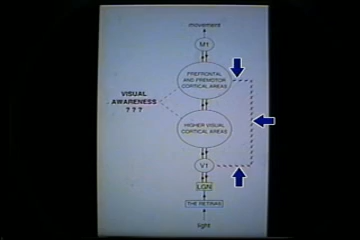 movement
M1
PREFRONTAL
AND PREMOTOR
CORTICAL AREAS
VISUAL
AWARENESS
? ? ?
HIGHER VISUAL
CORTICAL AREAS
V1
LGN
THE RETINAS
light